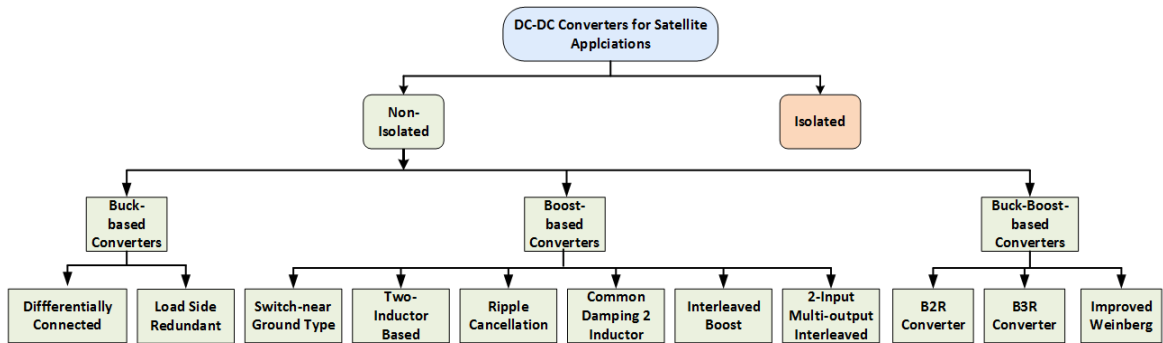 DC-DC Converters for Satellite
Applciations
Non-
Isolated
Isolated
Buck-
based
Converters
Boost-
based
Converters
Buck-Boost-
based
Converters
Diffferentially
Connected
Load Side
Redundant
Switch-near
Ground Type
Two-
Inductor
Based
Ripple
Cancellation
Common
Damping 2
Inductor
Interleaved
Boost
2-Input
Multi-output
Interleaved
B2R
Converter
B3R
Converter
Improved
Weinberg